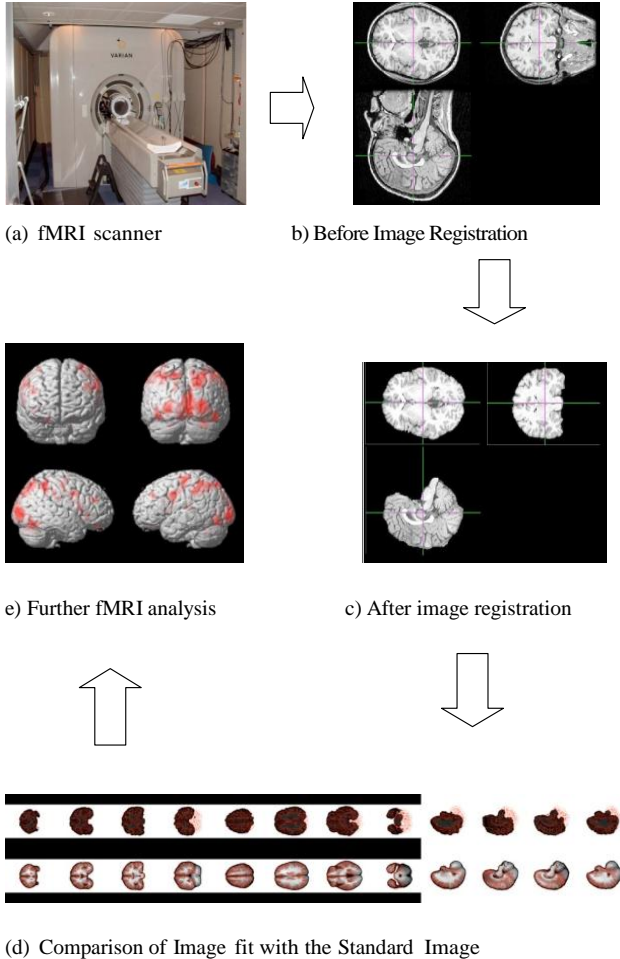 VARIAN
(a) fMRI scanner
b) Before Image Registration
e) Further fMRI analysis
c) After image registration
(d) Comparison of Image fit with the Standard Image